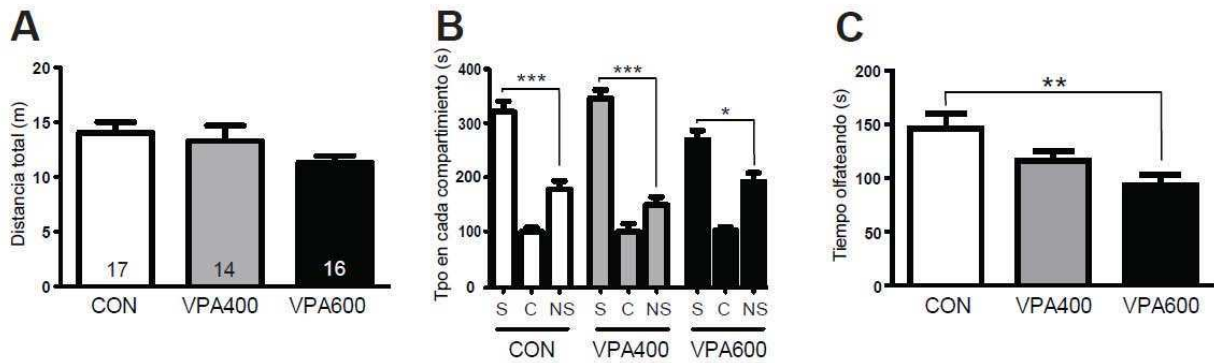 A
Distancia total (m)
20
15
10
5
0
17
14
16
CON
VPA400
VPA600
B
Tpo en cada compartimiento (s)
400
300
200
100
0
***
***
*
S C NS
S C NS
S C NS
CON
VPA400
VPA600
C
Tiempo olfateando (s)
200
150
100
50
0
**
CON
VPA400
VPA600